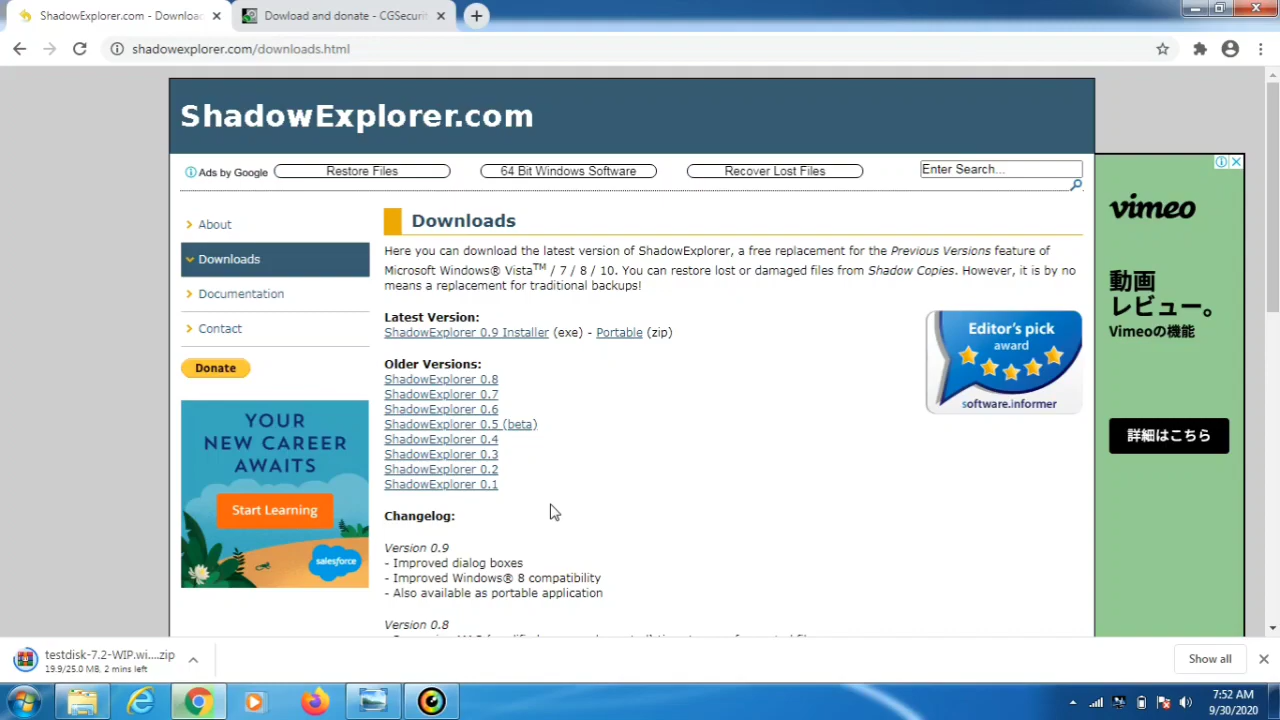 ShadowExplorer.com - Downloa
Dowload and donate - CGSecuri
shadowexplorer.com/downloads.html
ShadowExplorer.com
Ads by Google
Restore Files
64 Bit Windows Software
Recover Lost Files
Enter Search...
About
Downloads
Documentation
Contact
Donate
YOUR
NEW CAREER
AWAITS
Start Learning
salesforce
Downloads
Here you can download the latest version of ShadowExplorer, a free replacement for the Previous Versions feature of
Microsoft Windows® Vista™ / 7 / 8 / 10. You can restore lost or damaged files from Shadow Copies. However, it is by no
means a replacement for traditional backups!
Latest Version:
ShadowExplorer 0.9 Installer (exe) - Portable (zip)
Older Versions:
ShadowExplorer 0.8
ShadowExplorer 0.7
ShadowExplorer 0.6
ShadowExplorer 0.5 (beta)
ShadowExplorer 0.4
ShadowExplorer 0.3
ShadowExplorer 0.2
ShadowExplorer 0.1
Changelog:
Version 0.9
- Improved dialog boxes
- Improved Windows® 8 compatibility
- Also available as portable application
Version 0.8
Editor's pick
award
software.informer
vimeo
動画
レビュー。
Vimeoの機能
詳細はこちら
testdisk-7.2-WIP.wi....zip
19.9/25.0 MB, 2 mins left
Show all
7:52 AM
9/30/2020